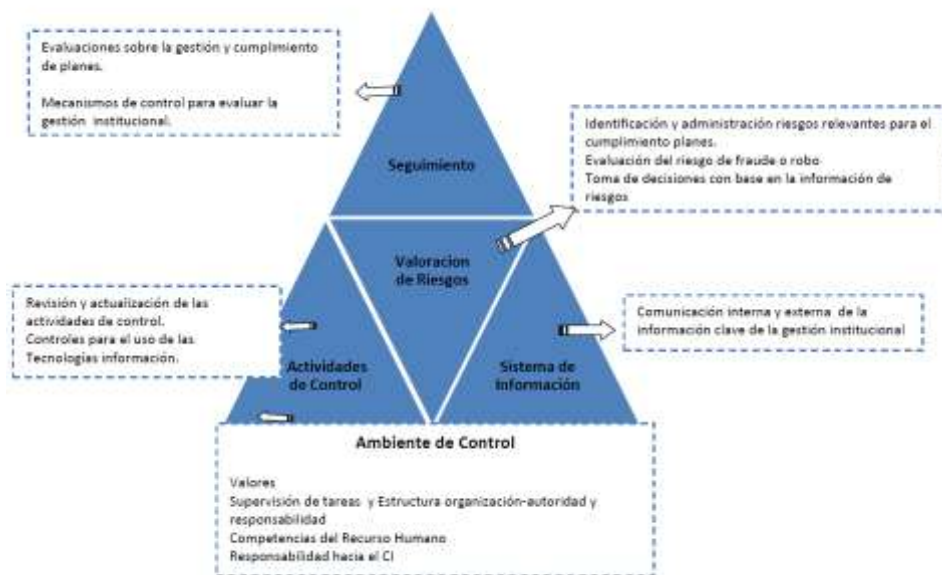 Evaluaciones sobre la gestión y cumplimiento
de planes.
Mecanismos de control para evaluar la
gestión institucional.
Seguimiento
Identificación y administración riesgos relevantes para el
cumplimiento planes.
Evaluación del riesgo de fraude o robo
Toma de decisiones con base en la información de
riesgos
Valoracion
de Riesgos
Revisión y actualización de las
actividades de control.
Controles para el uso de las
Tecnologías información.
Actividades
de Control
Sistema de
Información
Comunicación interna y externa de la
información clave de la gestión institucional
Ambiente de Control
Valores
Supervisión de tareas y Estructura organización-autoridad y
responsabilidad
Competencias del Recurso Humano
Responsabilidad hacia el CI